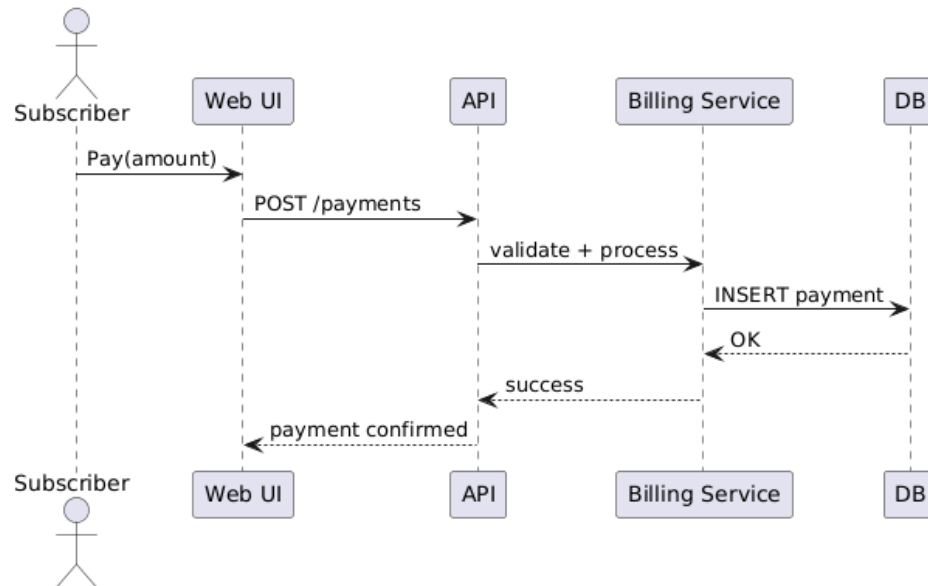 Subscriber
Web UI
API
Billing Service
DB
Pay(amount)
POST /payments
validate + process
INSERT payment
OK
success
payment confirmed
Subscriber
Web UI
API
Billing Service
DB